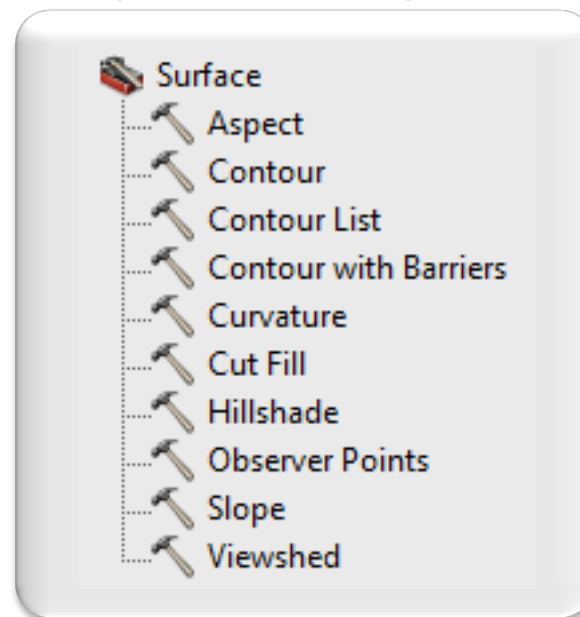 Surface
Aspect
Contour
Contour List
Contour with Barriers
Curvature
Cut Fill
Hillshade
Observer Points
Slope
Viewshed